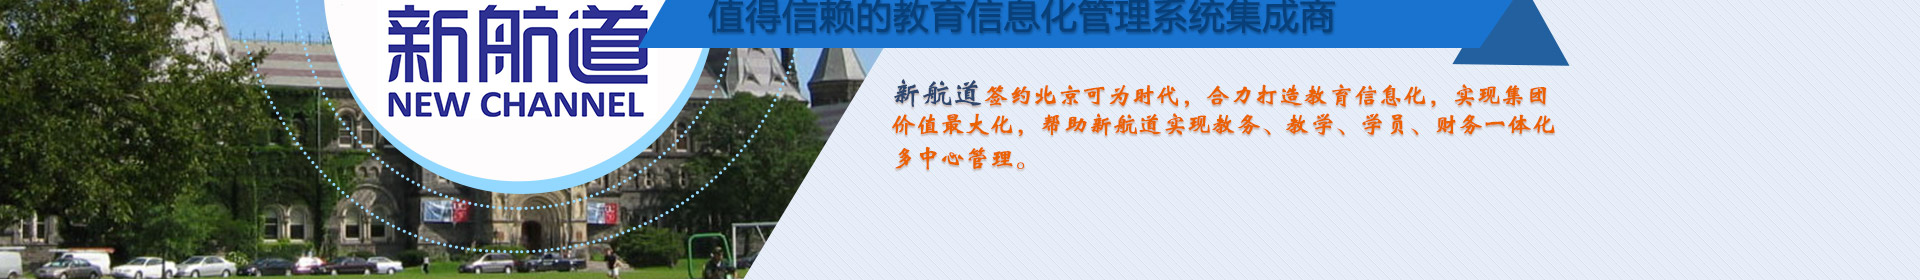 值得信赖的教育信息化管理系统集成商
新航道
NEW CHANNEL
新航道签约北京可为时代，合力打造教育信息化，实现集团
价值最大化，帮助新航道实现教务、教学、学员、财务一体化
多中心管理。